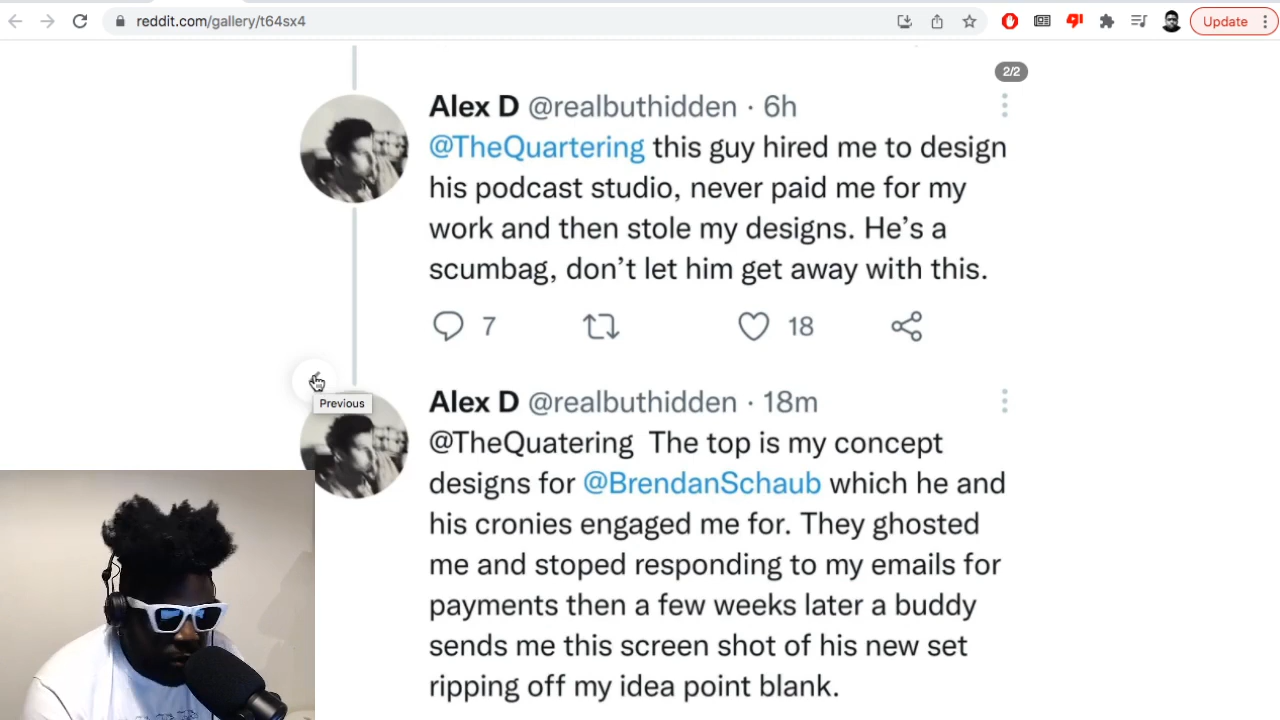 reddit.com/gallery/t64sx4
Update
2/2
Alex D @realbuthidden · 6h
@TheQuartering this guy hired me to design
his podcast studio, never paid me for my
work and then stole my designs. He's a
scumbag, don't let him get away with this.
7 18
Previous
Alex D @realbuthidden · 18m
@TheQuatering The top is my concept
designs for @BrendanSchaub which he and
his cronies engaged me for. They ghosted
me and stoped responding to my emails for
payments then a few weeks later a buddy
sends me this screen shot of his new set
ripping off my idea point blank.